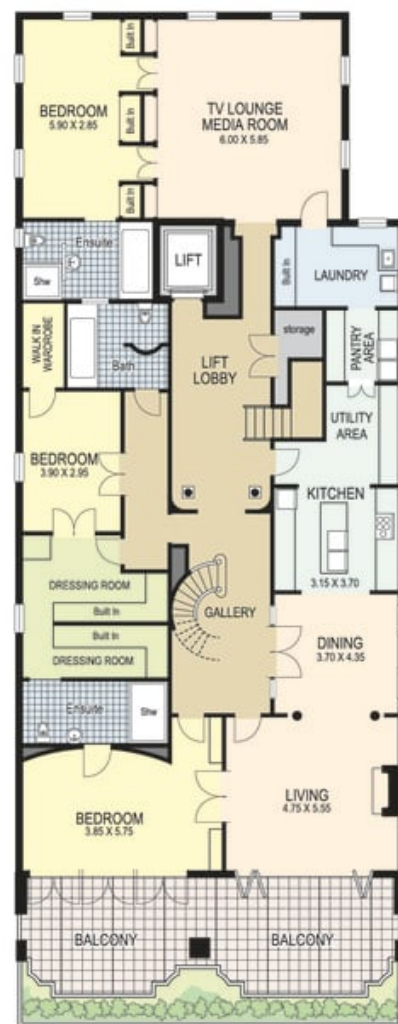 Built In
BEDROOM
5.90 X 2.85
Built In
Built In
TV LOUNGE
MEDIA ROOM
6.00 X 5.85
Ensuite
Shw
LIFT
Built In
LAUNDRY
WALK IN
WARDROBE
Bath
LIFT
LOBBY
storage
PANTRY
AREA
UTILITY
AREA
BEDROOM
3.90 X 2.95
KITCHEN
3.15 X 3.70
DRESSING ROOM
Built In
Built In
DRESSING ROOM
GALLERY
DINING
3.70 X 4.35
Ensuite
Shw
BEDROOM
3.85 X 5.75
LIVING
4.75 X 5.55
BALCONY
BALCONY